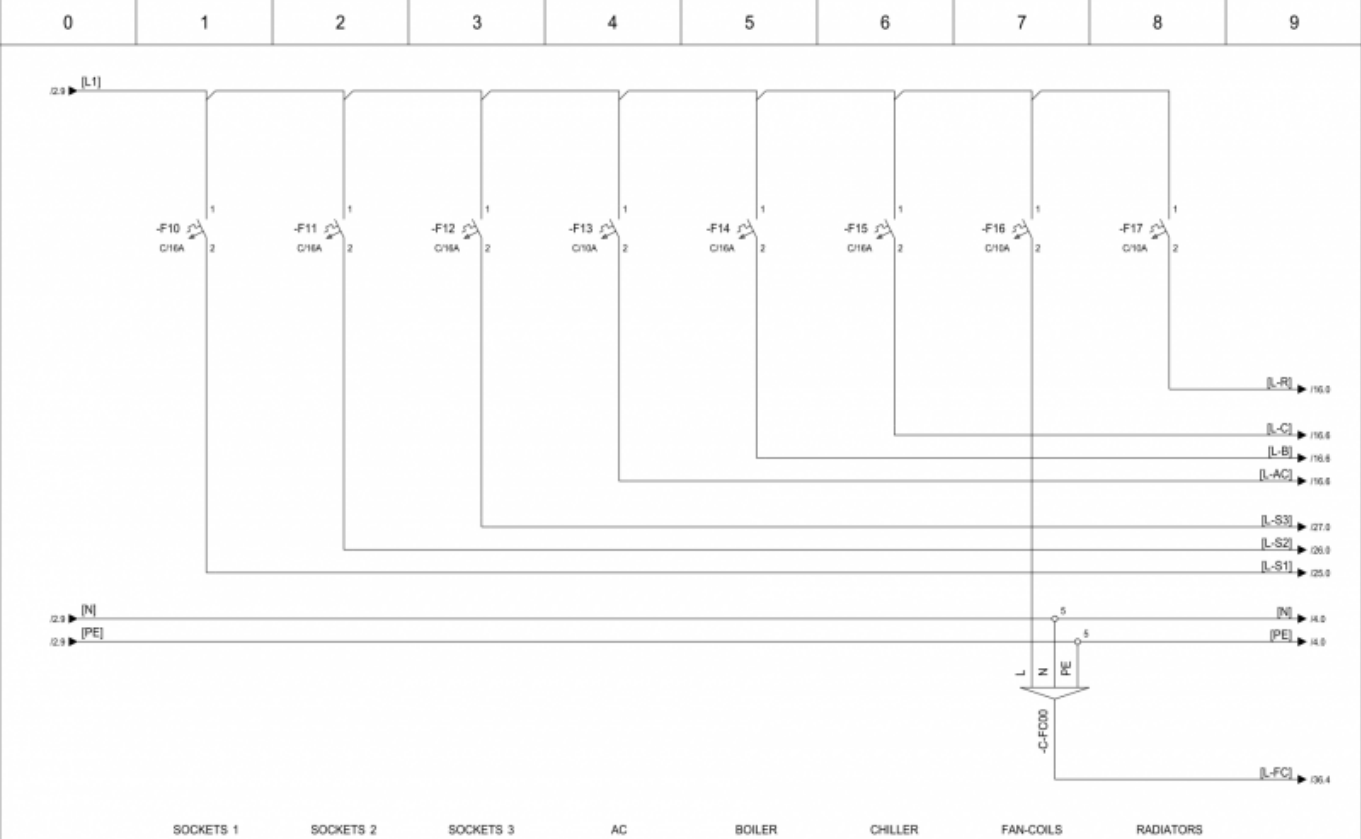 0 1 2 3 4 5 6 7 8 9
[L1]
/2.9
1 1 1 1 1 1 1 1
-F10 -F11 -F12 -F13 -F14 -F15 -F16 -F17
C/16A 2 C/16A 2 C/16A 2 C/10A 2 C/16A 2 C/16A 2 C/10A 2 C/10A 2
[L-R] /16.0
[L-C] /16.6
[L-B] /16.6
[L-AC] /16.6
[L-S3] /27.0
[L-S2] /26.0
[L-S1] /25.0
/2.9 [N] 5 [N] /4.0
/2.9 [PE] 5 [PE] /4.0
L N PE
-C-FC00
[L-FC] /36.4
SOCKETS 1 SOCKETS 2 SOCKETS 3 AC BOILER CHILLER FAN-COILS RADIATORS